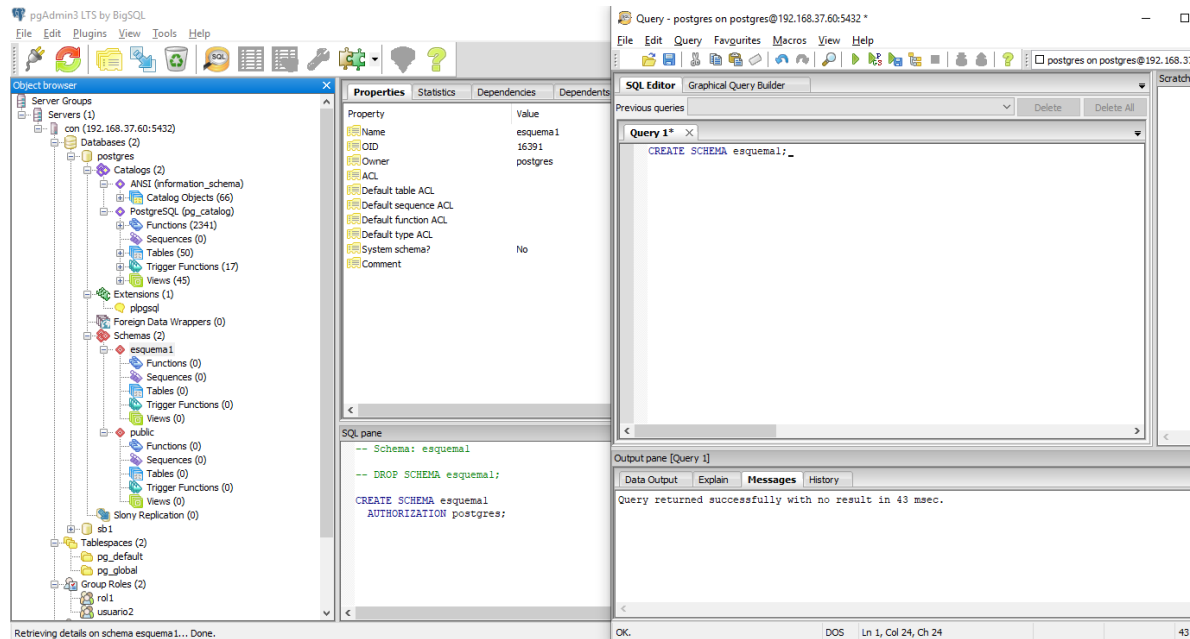 pgAdmin3 LTS by BigSQL
File Edit Plugins View Tools Help
Object browser
Server Groups
Servers (1)
con (192.168.37.60:5432)
Databases (2)
postgres
Catalogs (2)
ANSI (information_schema)
Catalog Objects (66)
PostgreSQL (pg_catalog)
Functions (2341)
Sequences (0)
Tables (50)
Trigger Functions (17)
Views (45)
Extensions (1)
plpgsql
Foreign Data Wrappers (0)
Schemas (2)
esquema1
Functions (0)
Sequences (0)
Tables (0)
Trigger Functions (0)
Views (0)
public
Functions (0)
Sequences (0)
Tables (0)
Trigger Functions (0)
Views (0)
Slony Replication (0)
sb1
Tablespaces (2)
pg_default
pg_global
Group Roles (2)
rol1
usuario2
Retrieving details on schema esquema1... Done.
Properties Statistics Dependencies Dependents
Property Value
Name esquema1
OID 16391
Owner postgres
ACL
Default table ACL
Default sequence ACL
Default function ACL
Default type ACL
System schema? No
Comment
SQL pane
-- Schema: esquema1
-- DROP SCHEMA esquema1;
CREATE SCHEMA esquema1
AUTHORIZATION postgres;
Query - postgres on postgres@192.168.37.60:5432 *
File Edit Query Favourites Macros View Help
postgres on postgres@192.168.37
SQL Editor Graphical Query Builder
Scratch
Previous queries Delete Delete All
Query 1*
CREATE SCHEMA esquema1;
Output pane [Query 1]
Data Output Explain Messages History
Query returned successfully with no result in 43 msec.
OK. DOS Ln 1, Col 24, Ch 24 43